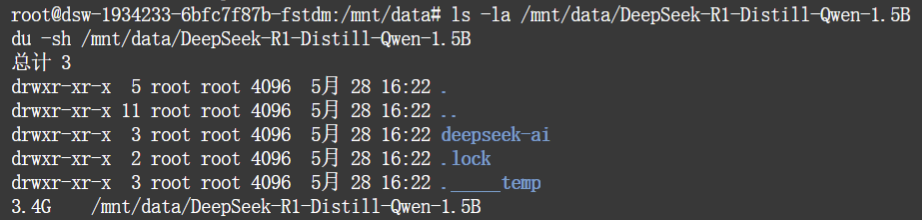 root@dsw-1934233-6bfc7f87b-fstdm:/mnt/data# ls -la /mnt/data/DeepSeek-R1-Distill-Qwen-1.5B
du -sh /mnt/data/DeepSeek-R1-Distill-Qwen-1.5B
总计 3
drwxr-xr-x  5 root root 4096  5月 28 16:22 .
drwxr-xr-x 11 root root 4096  5月 28 16:22 ..
drwxr-xr-x  3 root root 4096  5月 28 16:22 deepseek-ai
drwxr-xr-x  2 root root 4096  5月 28 16:22 .lock
drwxr-xr-x  3 root root 4096  5月 28 16:22 ._____temp
3.4G    /mnt/data/DeepSeek-R1-Distill-Qwen-1.5B